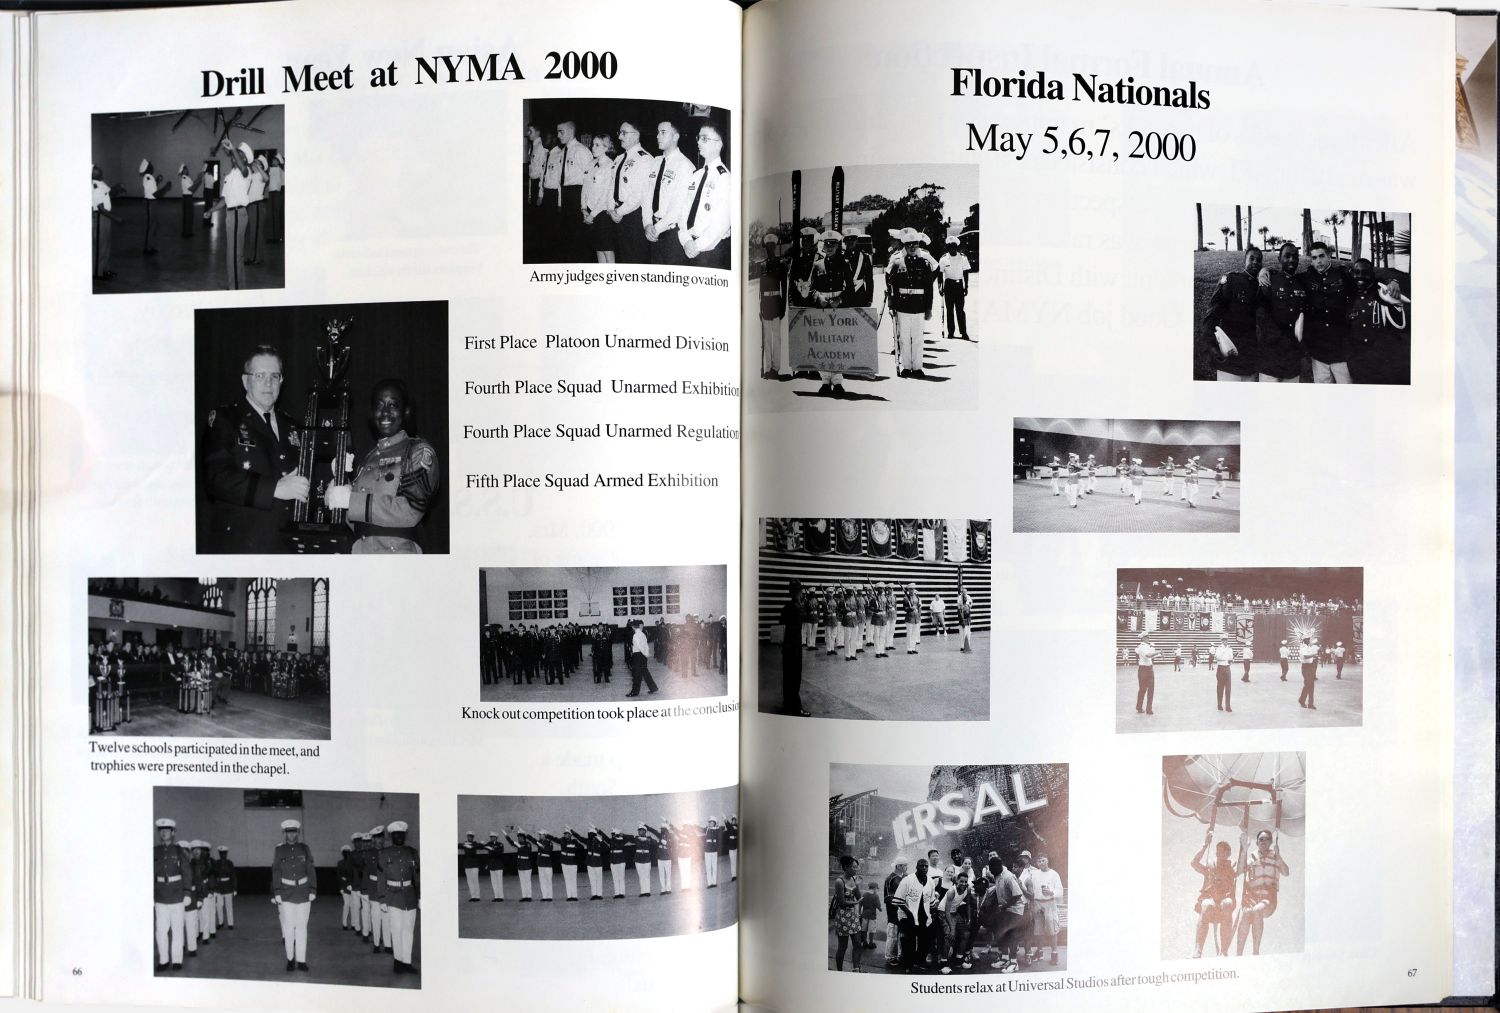 Drill Meet at NYMA 2000
Army judges given standing ovation
First Place Platoon Unarmed Division
Fourth Place Squad Unarmed Exhibition
Fourth Place Squad Unarmed Regulation
Fifth Place Squad Armed Exhibition
Twelve schools participated in the meet, and
trophies were presented in the chapel.
Knock out competition took place at the conclusio
66
Florida Nationals
May 5,6,7, 2000
NEW YORK
MILITARY
ACADEMY
ERSAL
Students relax at Universal Studios after tough competition.
67